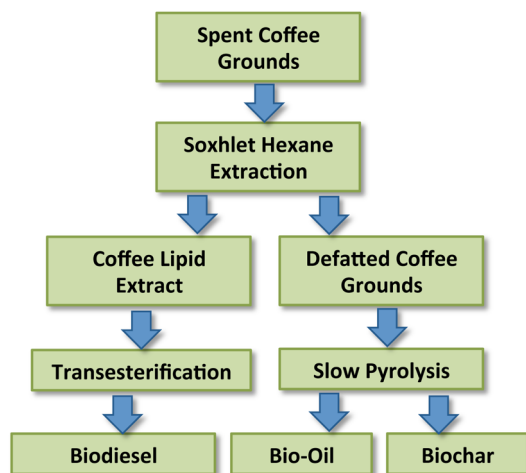 Spent Coffee
Grounds
Soxhlet Hexane
Extraction
Coffee Lipid
Extract
Defatted Coffee
Grounds
Transesterification
Slow Pyrolysis
Biodiesel
Bio-Oil
Biochar